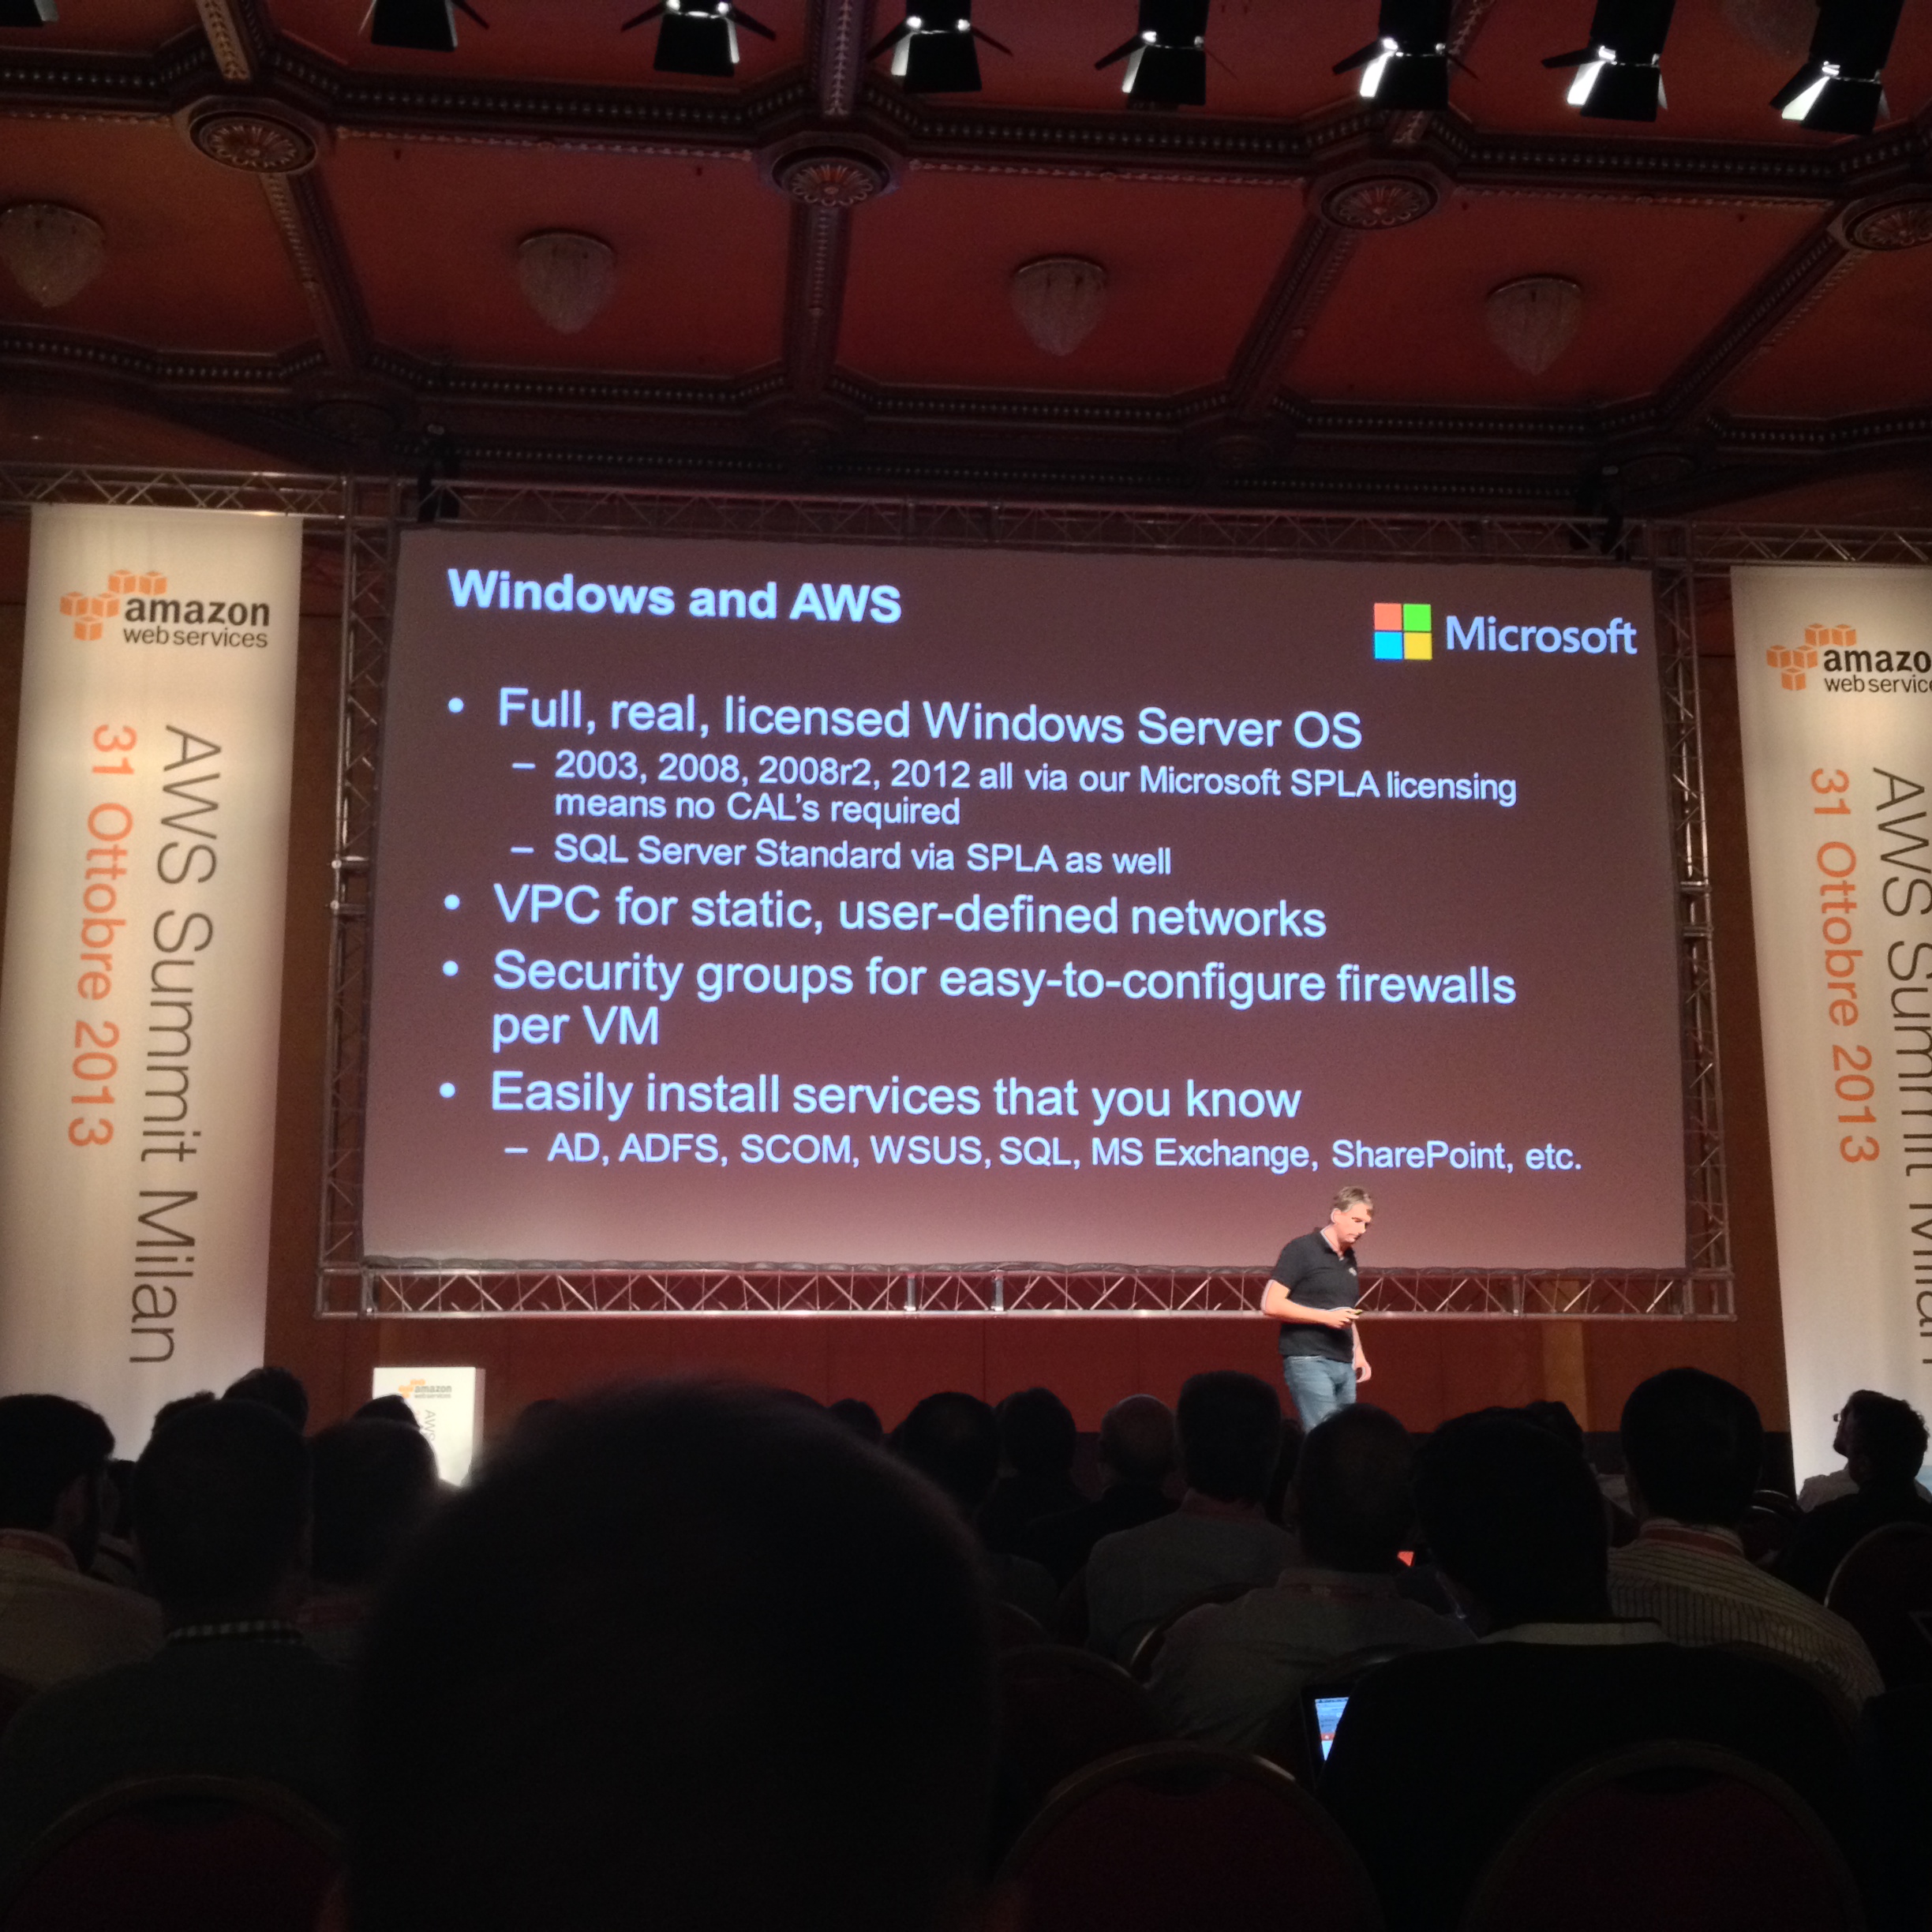 amazon
web services
AWS Summit Milan
31 Ottobre 2013
Windows and AWS
Microsoft
• Full, real, licensed Windows Server OS
– 2003, 2008, 2008r2, 2012 all via our Microsoft SPLA licensing
means no CAL's required
– SQL Server Standard via SPLA as well
• VPC for static, user-defined networks
• Security groups for easy-to-configure firewalls
per VM
• Easily install services that you know
– AD, ADFS, SCOM, WSUS, SQL, MS Exchange, SharePoint, etc.
amazo
web servic
AWS Summit Milan
31 Ottobre 2013
amazon
web services
AWS